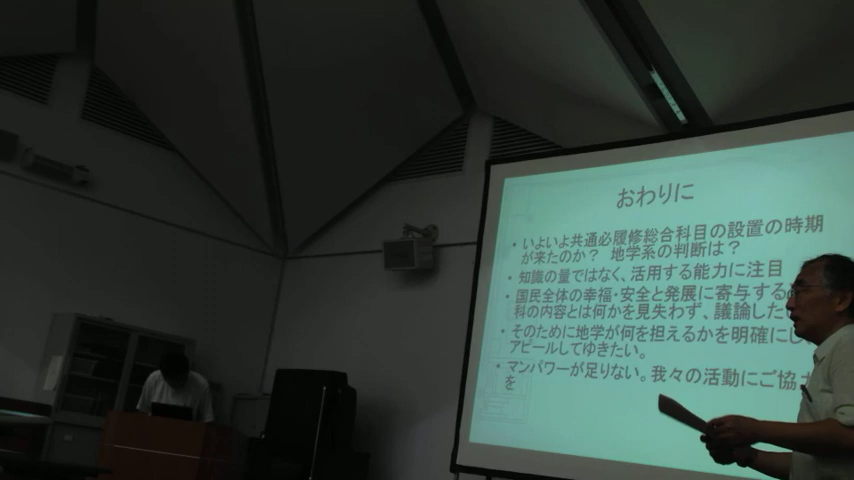 おわりに
・いよいよ共通必履修総合科目の設置の時期
が来たのか？ 地学系の判断は？
・知識の量ではなく、活用する能力に注目
・国民全体の幸福・安全と発展に寄与する
科の内容とは何かを見失わず、議論した
・そのために地学が何を担えるかを明確に
アピールしてゆきたい。
・マンパワーが足りない。我々の活動にご協
を